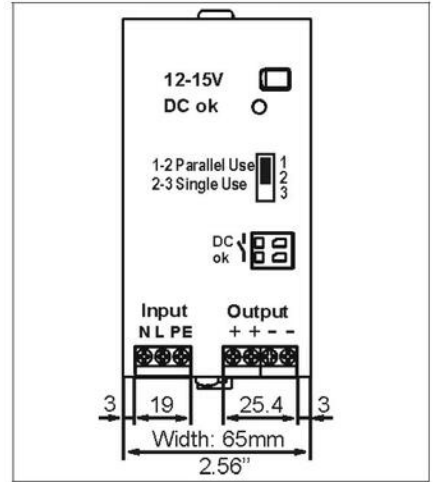 12-15V
DC ok
1-2 Parallel Use
2-3 Single Use
1
2
3
DC
ok
Input Output
N L PE + + - -
3 19 25.4 3
Width: 65mm
2.56"